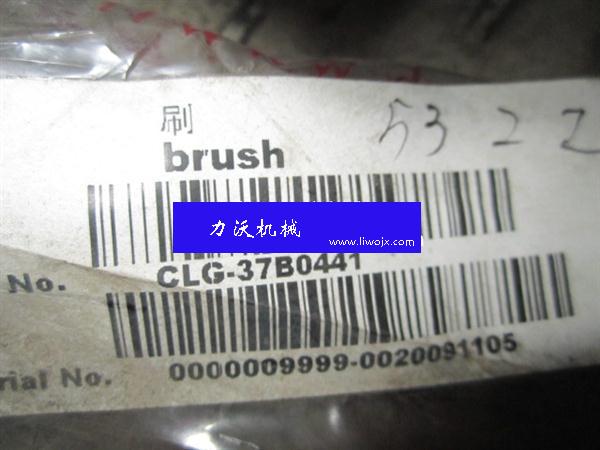 刷
brush
5322
力沃机械
www.liwojx.com
No. CLG-37B0441
rial No. 0000009999-0020091105